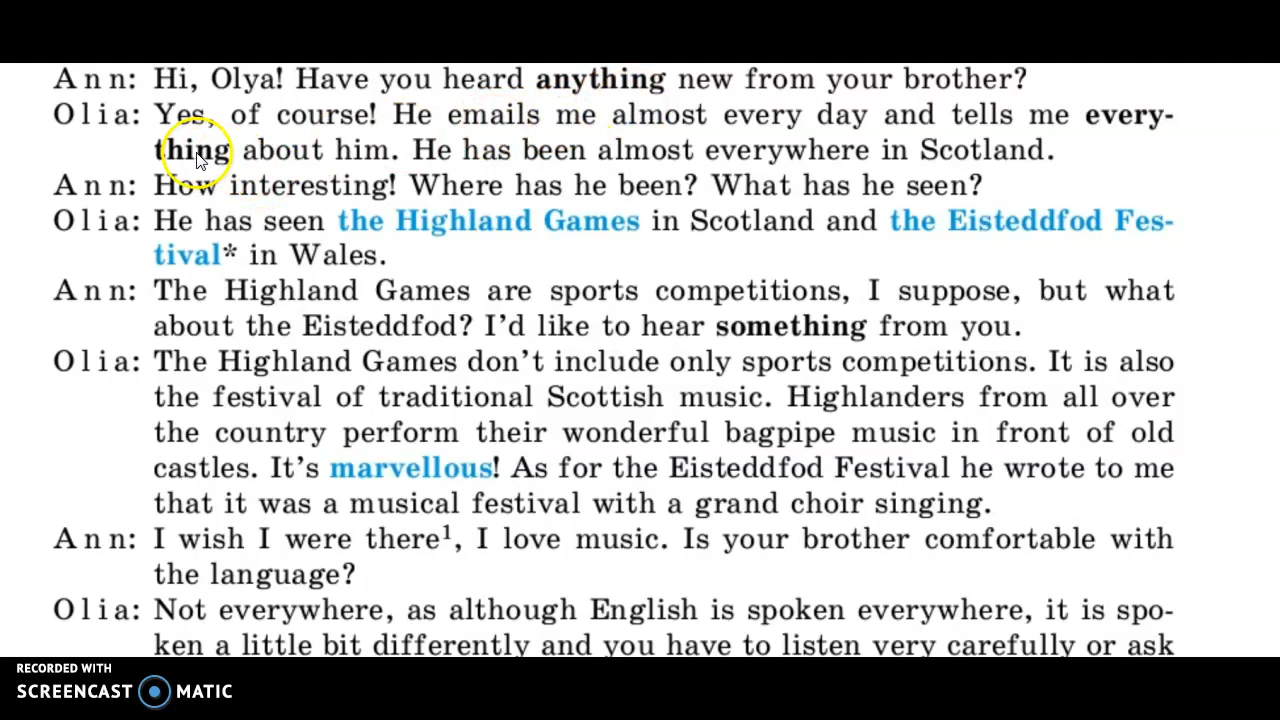 Ann: Hi, Olya! Have you heard anything new from your brother?
Olia: Yes, of course! He emails me almost every day and tells me every-
thing about him. He has been almost everywhere in Scotland.
Ann: How interesting! Where has he been? What has he seen?
Olia: He has seen the Highland Games in Scotland and the Eisteddfod Fes-
tival* in Wales.
Ann: The Highland Games are sports competitions, I suppose, but what
about the Eisteddfod? I'd like to hear something from you.
Olia: The Highland Games don't include only sports competitions. It is also
the festival of traditional Scottish music. Highlanders from all over
the country perform their wonderful bagpipe music in front of old
castles. It's marvellous! As for the Eisteddfod Festival he wrote to me
that it was a musical festival with a grand choir singing.
Ann: I wish I were there¹, I love music. Is your brother comfortable with
the language?
Olia: Not everywhere, as although English is spoken everywhere, it is spo-
ken a little bit differently and you have to listen very carefully or ask
RECORDED WITH
SCREENCAST MATIC